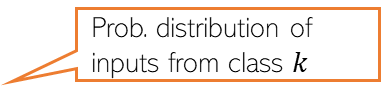 Prob. distribution of
inputs from class k